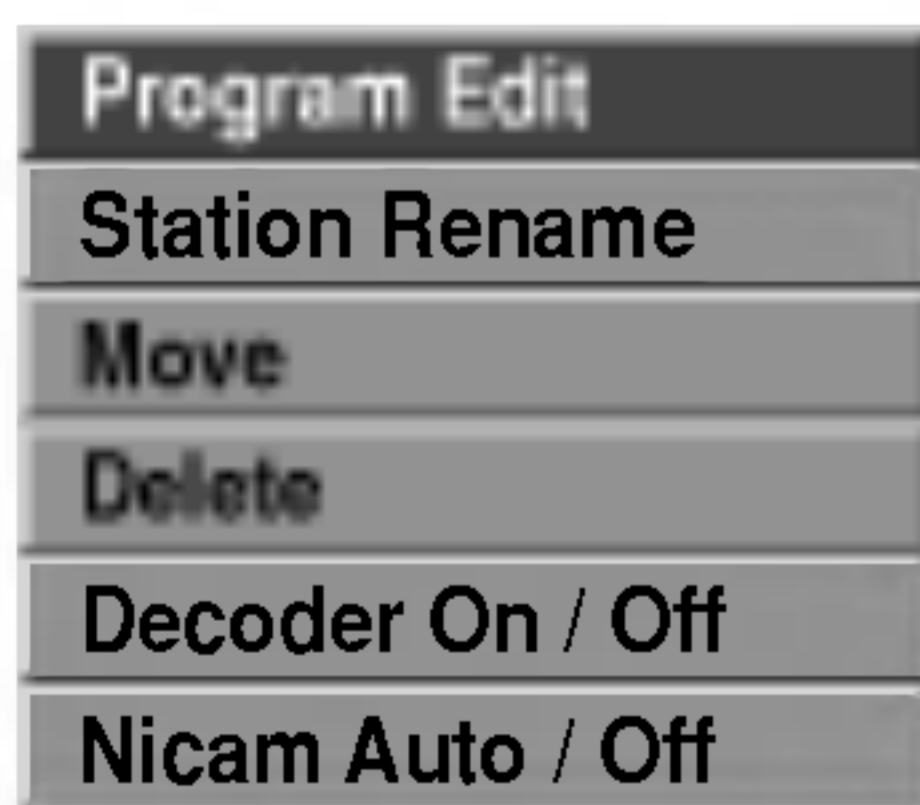 Program Edit
Station Rename
Move
Delete
Decoder On / Off
Nicam Auto / Off